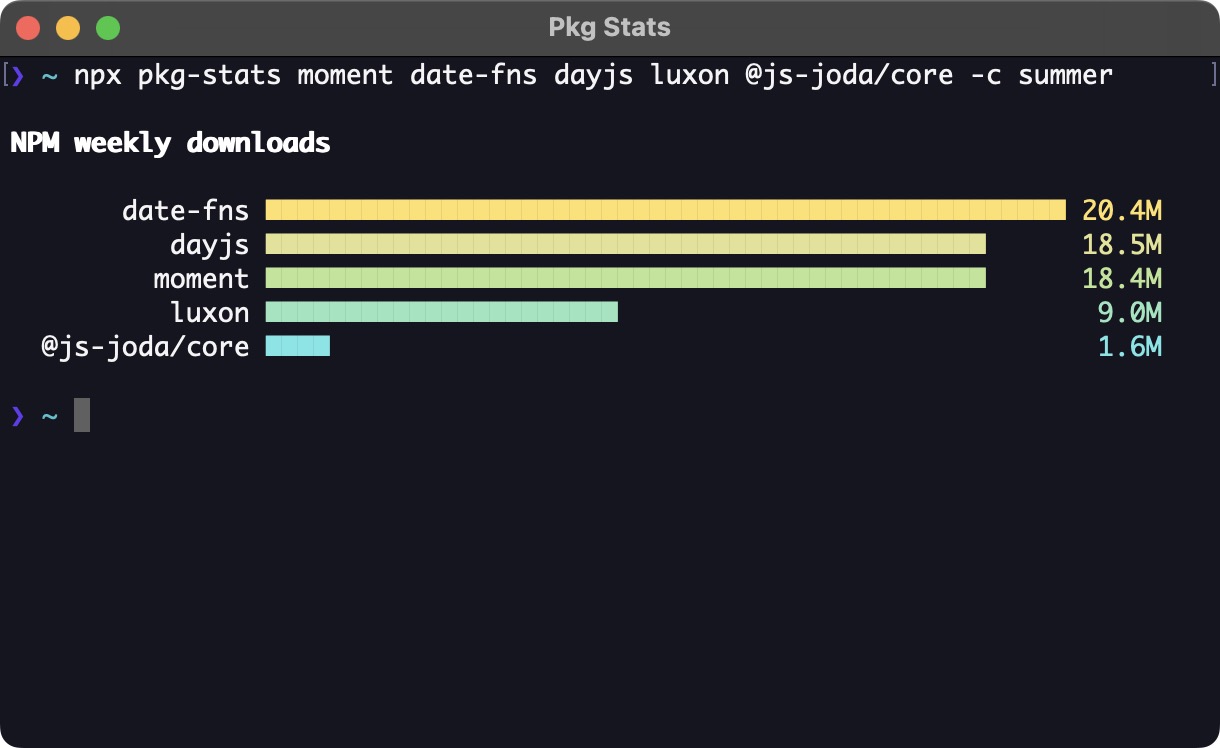 Pkg Stats
[❯ ~ npx pkg-stats moment date-fns dayjs luxon @js-joda/core -c summer ]
NPM weekly downloads
date-fns 20.4M
dayjs 18.5M
moment 18.4M
luxon 9.0M
@js-joda/core 1.6M
❯ ~